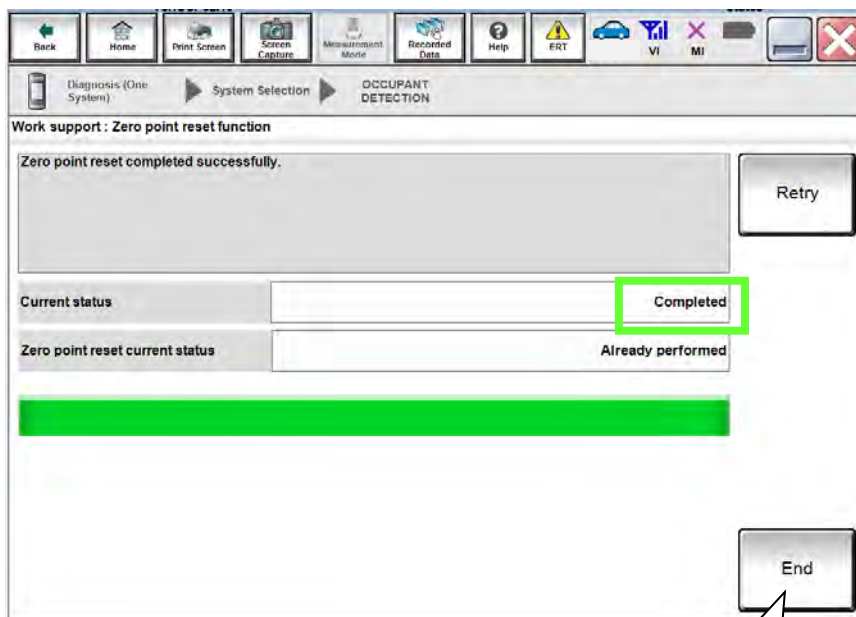 Back
Home
Print Screen
Screen
Capture
Measurement
Mode
Recorded
Data
Help
ERT
VI
MI
Diagnosis (One
System)
System Selection
OCCUPANT
DETECTION
Work support : Zero point reset function
Zero point reset completed successfully.
Retry
Current status
Completed
Zero point reset current status
Already performed
End